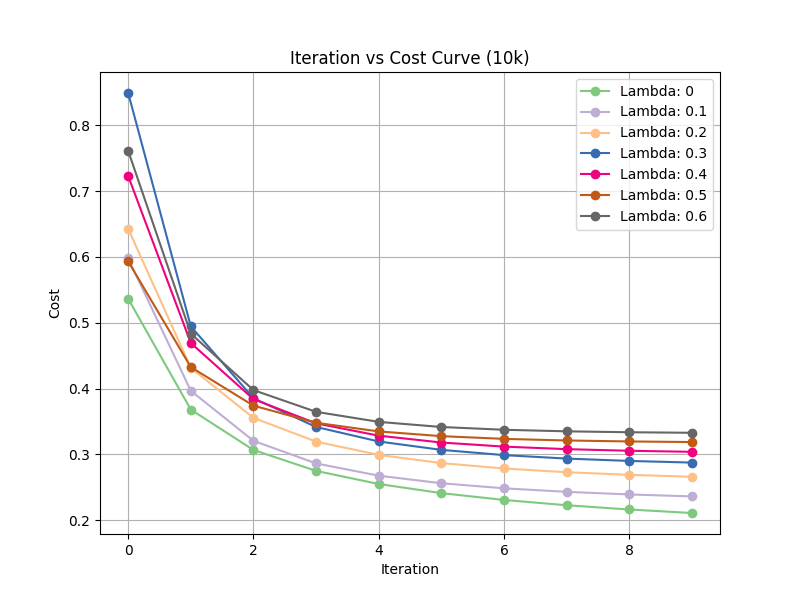 Iteration vs Cost Curve (10k)
Lambda: 0
Lambda: 0.1
Lambda: 0.2
Lambda: 0.3
Lambda: 0.4
Lambda: 0.5
Lambda: 0.6
Cost
0.8
0.7
0.6
0.5
0.4
0.3
0.2
0 2 4 6 8
Iteration